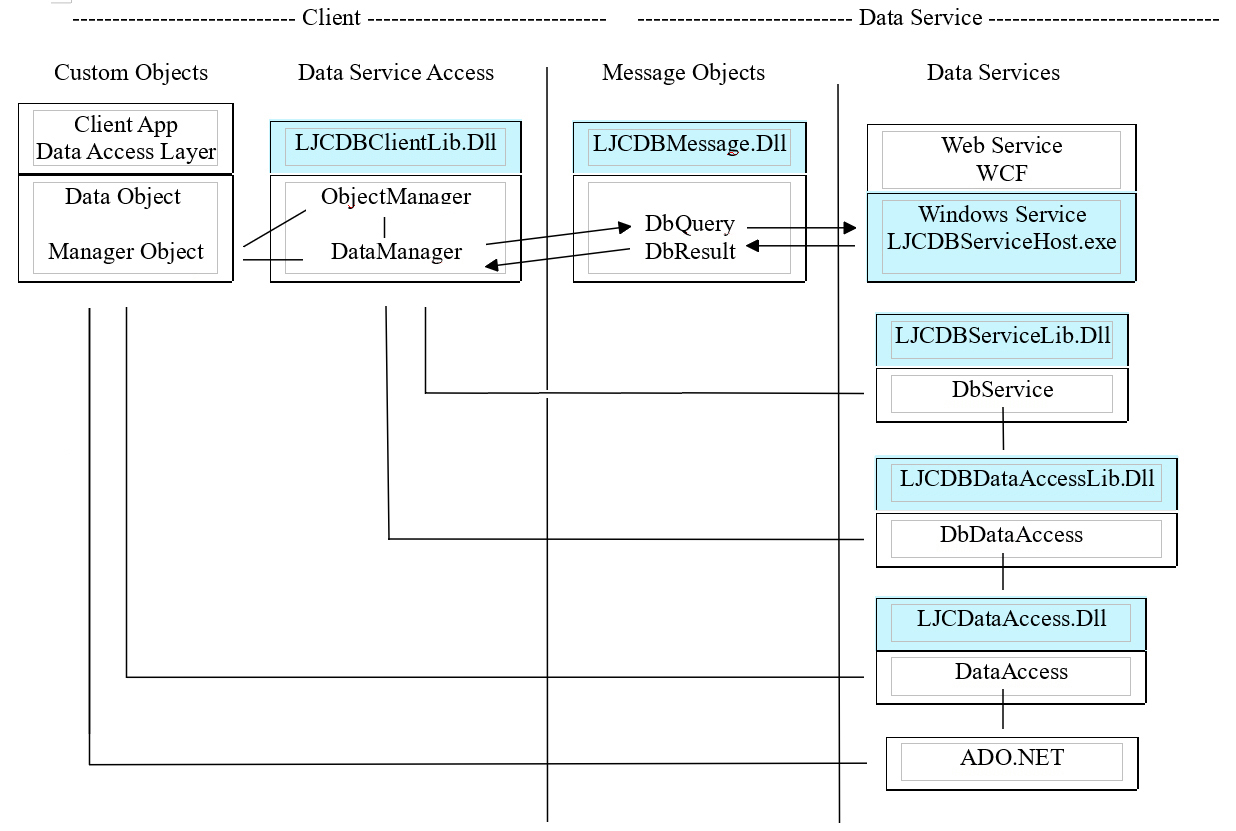 Client
Data Service
Custom Objects
Data Service Access
Message Objects
Data Services
Client App
Data Access Layer
Data Object
Manager Object
LJCDBClientLib.Dll
ObjectManager
DataManager
LJCDBMessage.Dll
DbQuery
DbResult
Web Service
WCF
Windows Service
LJCDBServiceHost.exe
LJCDBServiceLib.Dll
DbService
LJCDBDataAccessLib.Dll
DbDataAccess
LJCDataAccess.Dll
DataAccess
ADO.NET